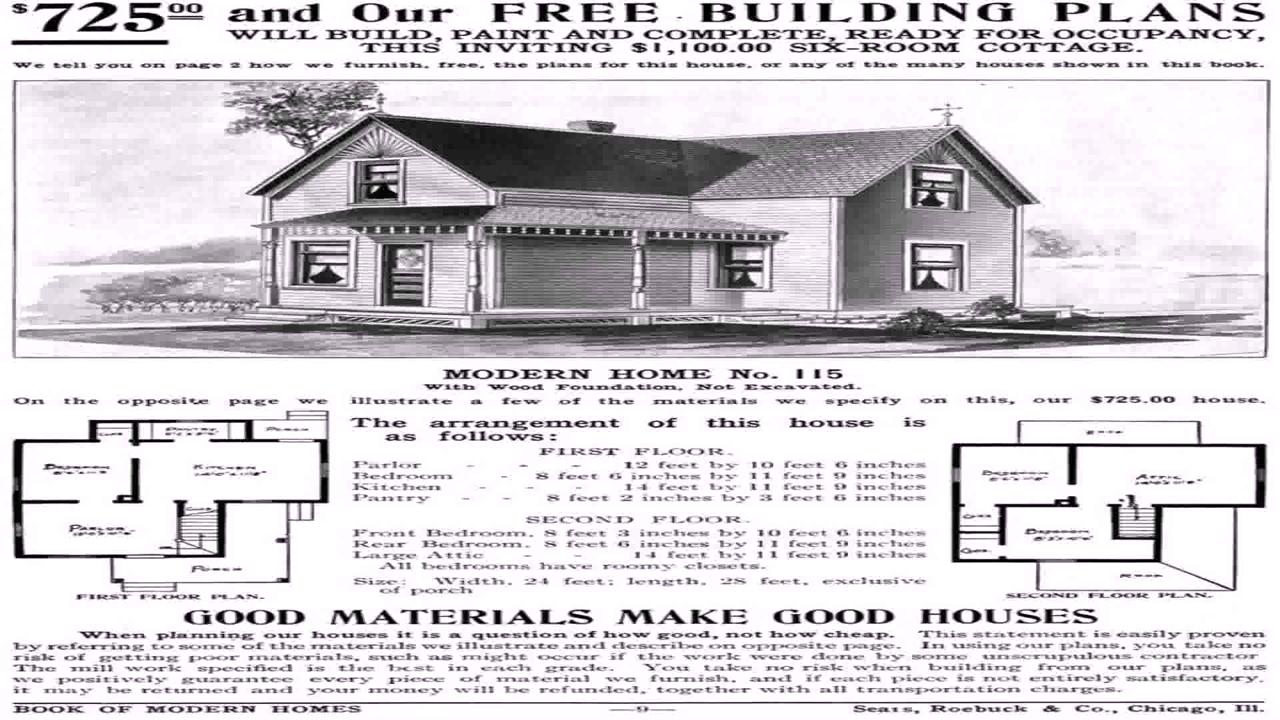 $725.00 and Our FREE BUILDING PLANS
WILL BUILD, PAINT AND COMPLETE, READY FOR OCCUPANCY,
THIS INVITING $1,100.00 SIX-ROOM COTTAGE.
We tell you on page 2 how we furnish, free, the plans for this house, or any of the many houses shown in this book.
MODERN HOME No. 115
With Wood Foundation, Not Excavated.
On the opposite page we illustrate a few of the materials we specify on this, our $725.00 house.
PANTRY
PORCH
BEDROOM
KITCHEN
PARLOR
PORCH
FIRST FLOOR PLAN.
The arrangement of this house is
as follows:
FIRST FLOOR.
Parlor - - - 12 feet by 10 feet 6 inches
Bedroom - 8 feet 6 inches by 11 feet 9 inches
Kitchen - - 14 feet by 11 feet 9 inches
Pantry - - 8 feet 2 inches by 3 feet 6 inches
SECOND FLOOR.
Front Bedroom, 8 feet 3 inches by 10 feet 6 inches
Rear Bedroom, 8 feet 6 inches by 11 feet 9 inches
Large Attic - - 14 feet by 11 feet 9 inches
All bedrooms have roomy closets.
Size: Width, 24 feet; length, 28 feet, exclusive
of porch
BEDROOM
ATTIC
BEDROOM
ROOF
SECOND FLOOR PLAN.
GOOD MATERIALS MAKE GOOD HOUSES
When planning our houses it is a question of how good, not how cheap. This statement is easily proven
by referring to some of the materials we illustrate and describe on opposite page. In using our plans, you take no
risk of getting poor materials, such as might occur if the work were done by some unscrupulous contractor
The mill work specified is the best in each grade. You take no risk when building from our plans, as
we positively guarantee every piece of material we furnish, and if each piece is not entirely satisfactory,
it may be returned and your money will be refunded, together with all transportation charges.
BOOK OF MODERN HOMES —9— Sears, Roebuck & Co., Chicago, Ill.